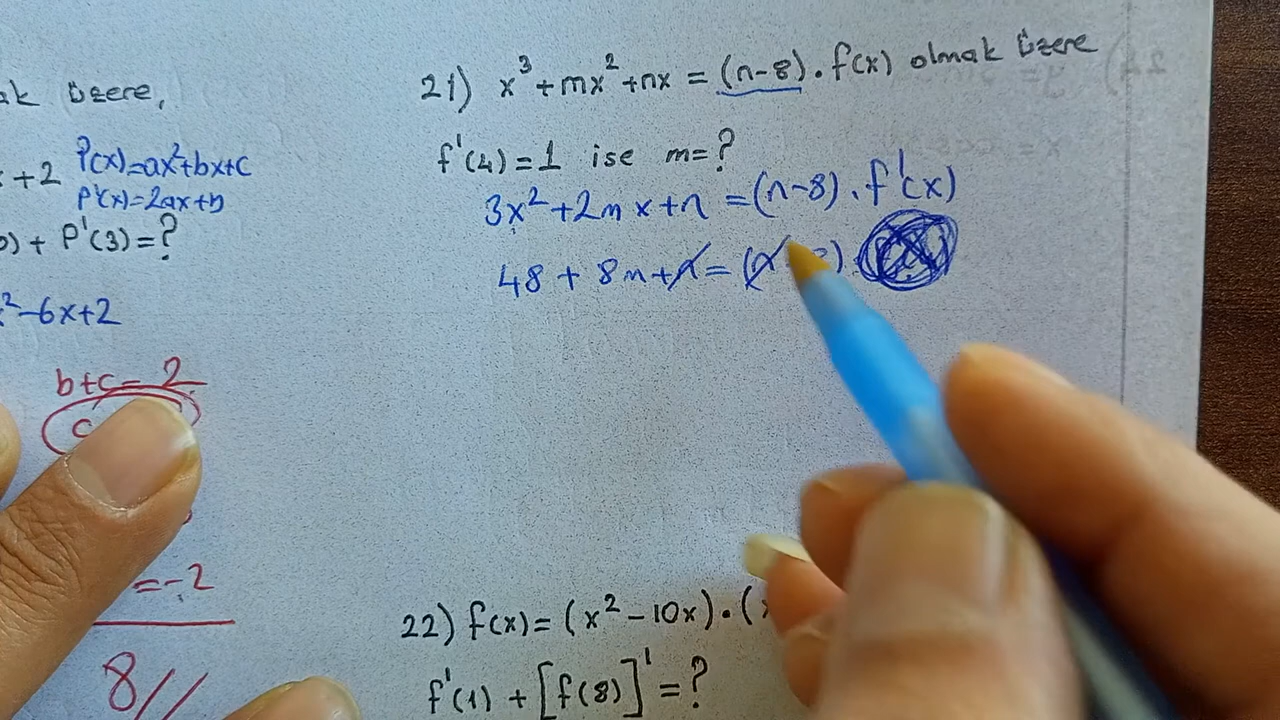 üzere,
+2 P(x)=ax²+bx+c
P'(x)=2ax+b
) + P'(3)=?
²-6x+2
b+c=2
c
=-2
8//
21) x³+mx²+nx = (n-8).f(x) olmak üzere
f'(4)=1 ise m=?
3x²+2mx+n=(n-8).f'(x)
48+8m+n=(n-8).
22) f(x)=(x²-10x).(
f'(1)+[f(8)]'=?